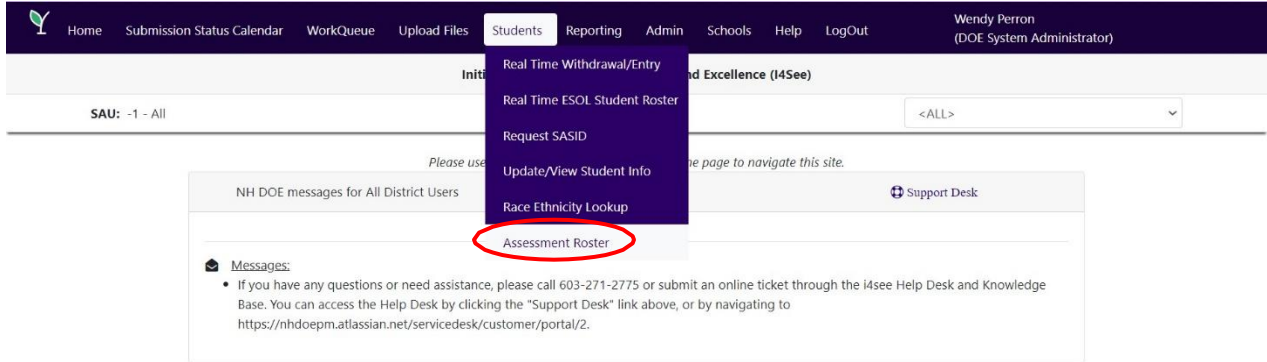 Home Submission Status Calendar WorkQueue Upload Files Students Reporting Admin Schools Help LogOut Wendy Perron
(DOE System Administrator)
Real Time Withdrawal/Entry
Initi nd Excellence (I4See)
Real Time ESOL Student Roster
SAU: -1 - All <ALL>
Request SASID
Please use e page to navigate this site.
Update/View Student Info
NH DOE messages for All District Users Support Desk
Race Ethnicity Lookup
Assessment Roster
Messages:
• If you have any questions or need assistance, please call 603-271-2775 or submit an online ticket through the i4see Help Desk and Knowledge
Base. You can access the Help Desk by clicking the "Support Desk" link above, or by navigating to
https://nhdoepm.atlassian.net/servicedesk/customer/portal/2.